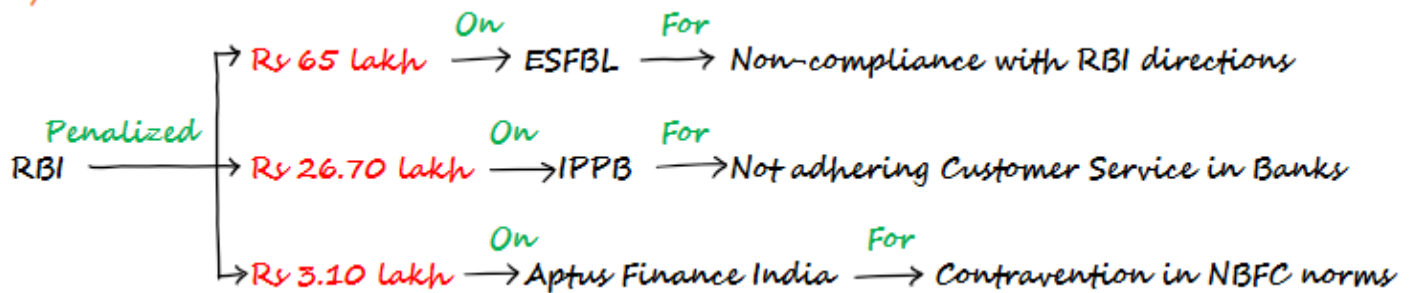 On For
Rs 65 lakh ESFBL Non-compliance with RBI directions
Penalized On For
RBI Rs 26.70 lakh IPPB Not adhering Customer Service in Banks
On For
Rs 3.10 lakh Aptus Finance India Contravention in NBFC norms